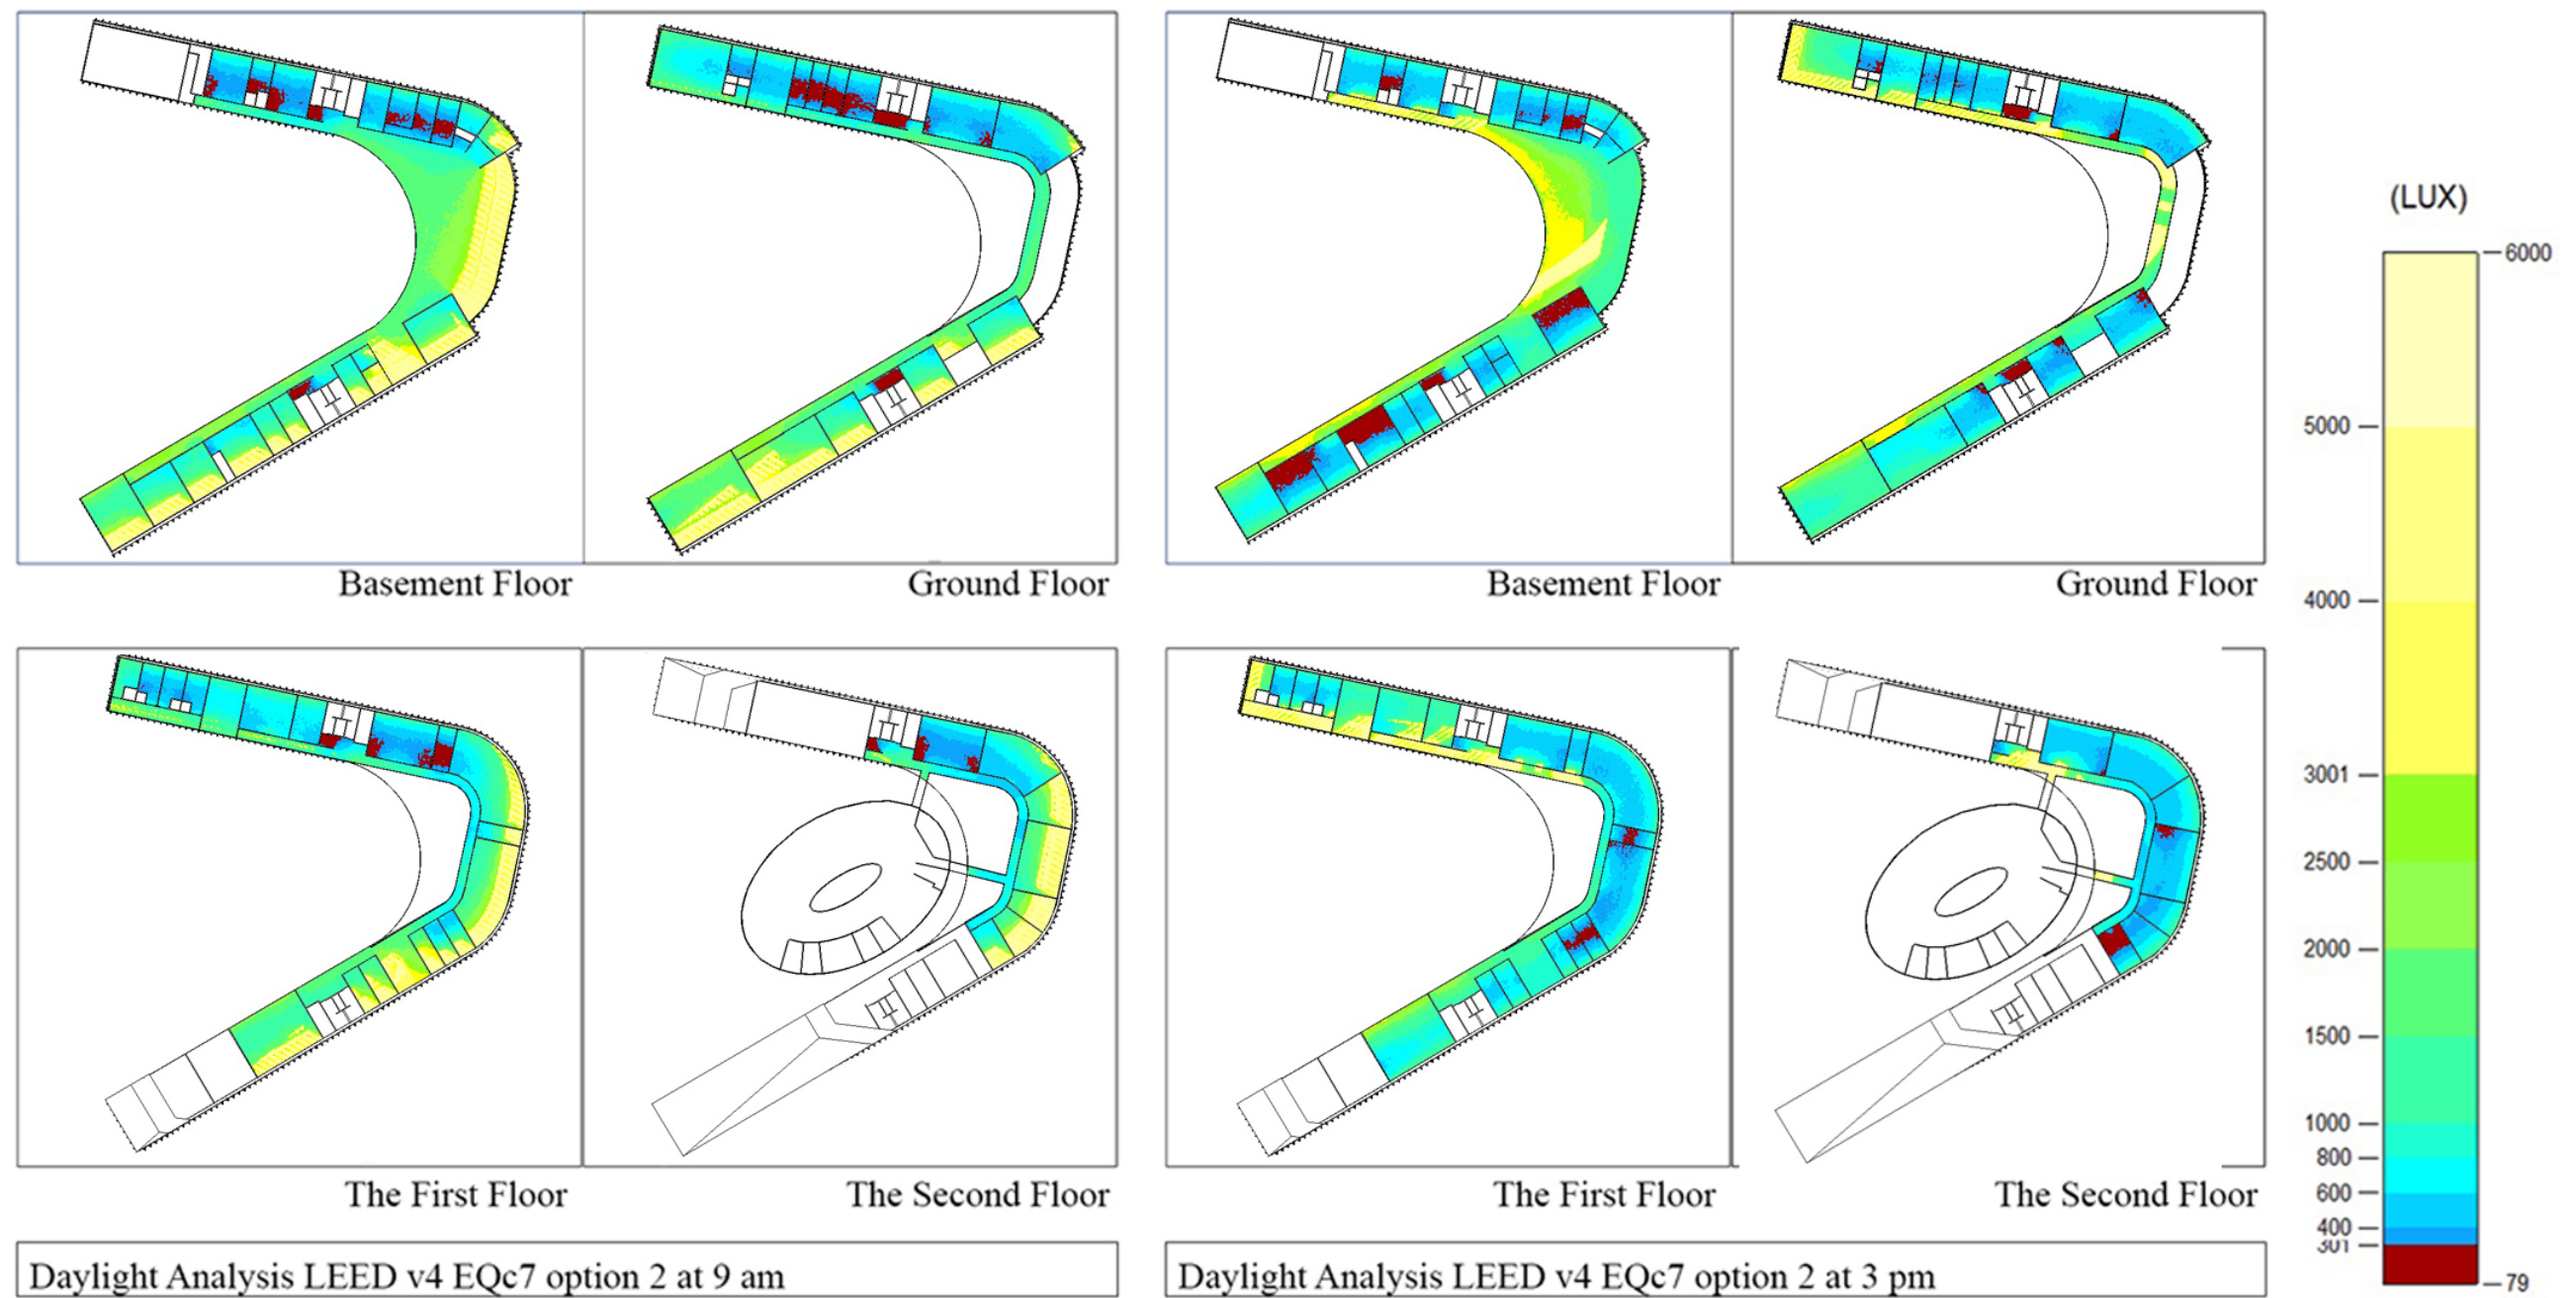 Basement Floor
Ground Floor
Basement Floor
Ground Floor
The First Floor
The Second Floor
The First Floor
The Second Floor
Daylight Analysis LEED v4 EQc7 option 2 at 9 am
Daylight Analysis LEED v4 EQc7 option 2 at 3 pm
(LUX)
6000
5000
4000
3001
2500
2000
1500
1000
800
600
400
301
79